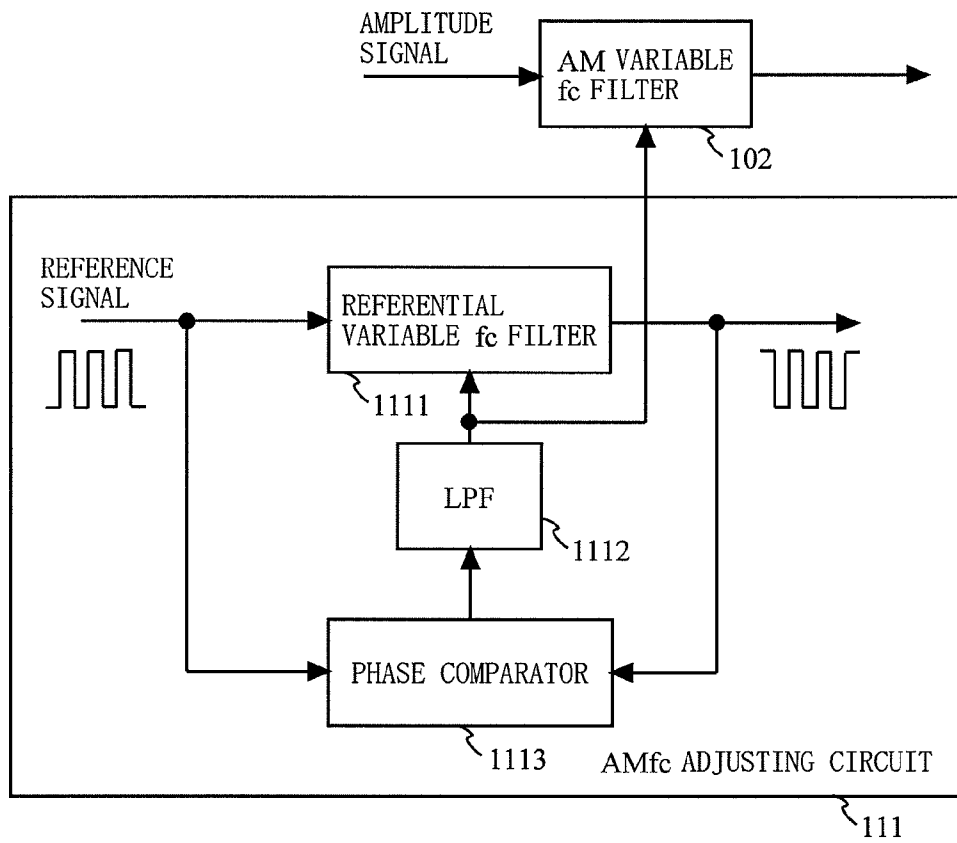 AMPLITUDE
SIGNAL
AM VARIABLE
fc FILTER
102
REFERENCE
SIGNAL
REFERENTIAL
VARIABLE fc FILTER
1111
LPF
1112
PHASE COMPARATOR
1113
AMfc ADJUSTING CIRCUIT
111